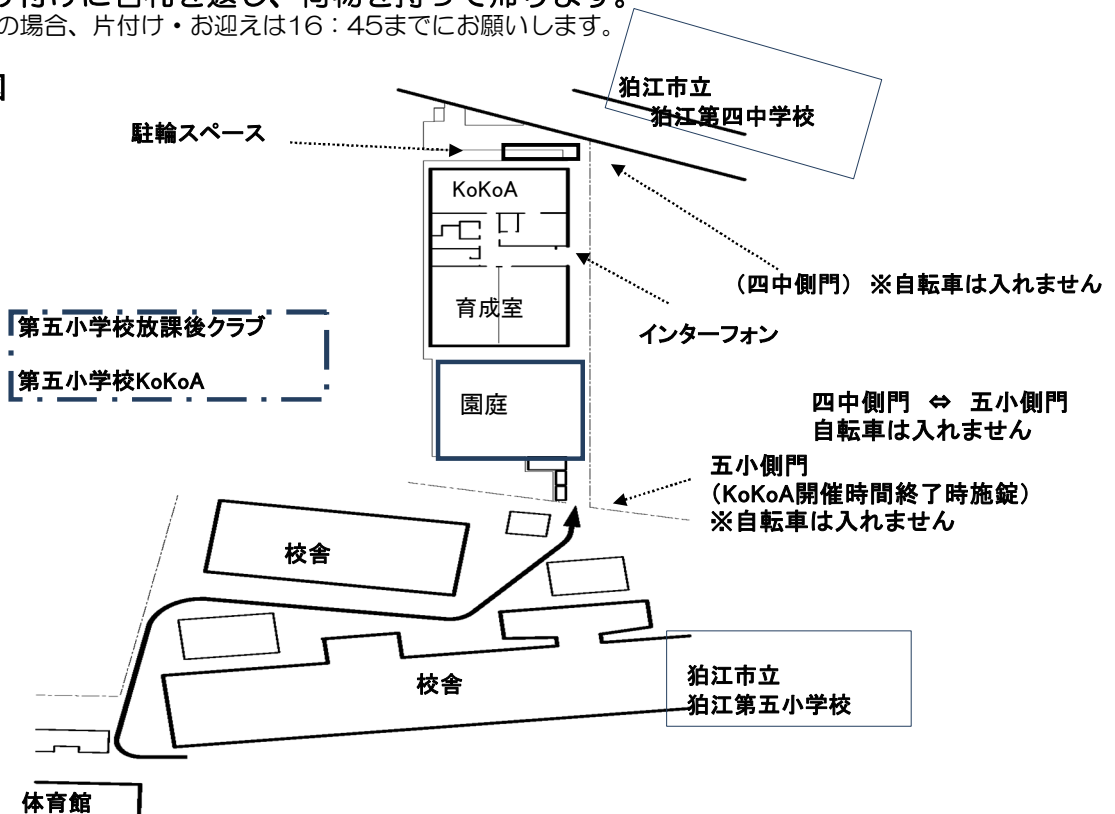 付けに名札を返し、荷物を持って帰ります。
の場合、片付け・お迎えは16：45までにお願いします。
図
狛江市立
狛江第四中学校
駐輪スペース
KoKoA
（四中側門）　※自転車は入れません
育成室
インターフォン
第五小学校放課後クラブ
第五小学校KoKoA
園庭
四中側門　⇔　五小側門
自転車は入れません
五小側門
（KoKoA開催時間終了時施錠）
※自転車は入れません
校舎
校舎
狛江市立
狛江第五小学校
体育館